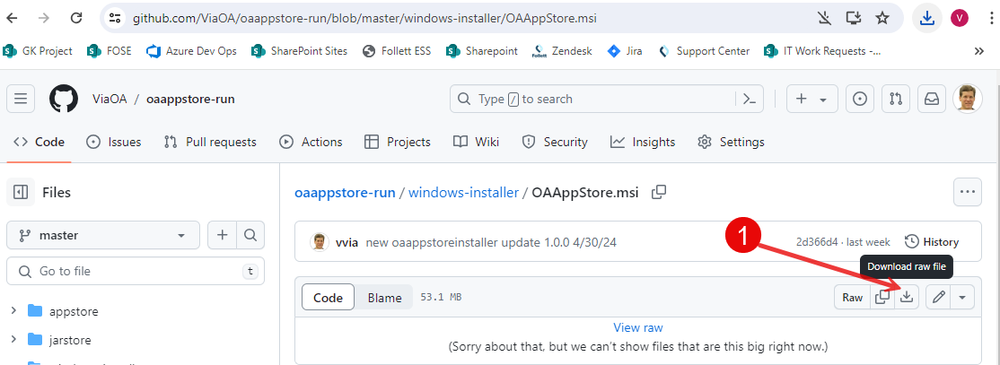 github.com/ViaOA/oaappstore-run/blob/master/windows-installer/OAAppStore.msi
V
GK Project FOSE Azure Dev Ops SharePoint Sites Follett ESS Sharepoint Follett Zendesk Jira Support Center IT Work Requests -... »
ViaOA / oaappstore-run Type / to search
Code Issues Pull requests Actions Projects Wiki Security Insights Settings
Files
oaappstore-run / windows-installer / OAAppStore.msi
master
vvia new oaappstoreinstaller update 1.0.0 4/30/24 2d366d4 · last week History
1
Go to file t
Download raw file
Code Blame 53.1 MB Raw
appstore
View raw
jarstore
(Sorry about that, but we can't show files that are this big right now.)